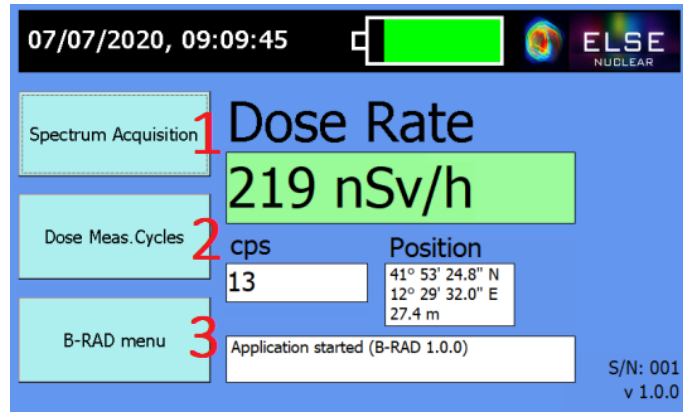 07/07/2020, 09:09:45
ELSE
NUCLEAR
Spectrum Acquisition 1
Dose Rate
219 nSv/h
Dose Meas.Cycles 2
cps
Position
13
41° 53' 24.8" N
12° 29' 32.0" E
27.4 m
B-RAD menu 3
Application started (B-RAD 1.0.0)
S/N: 001
v 1.0.0